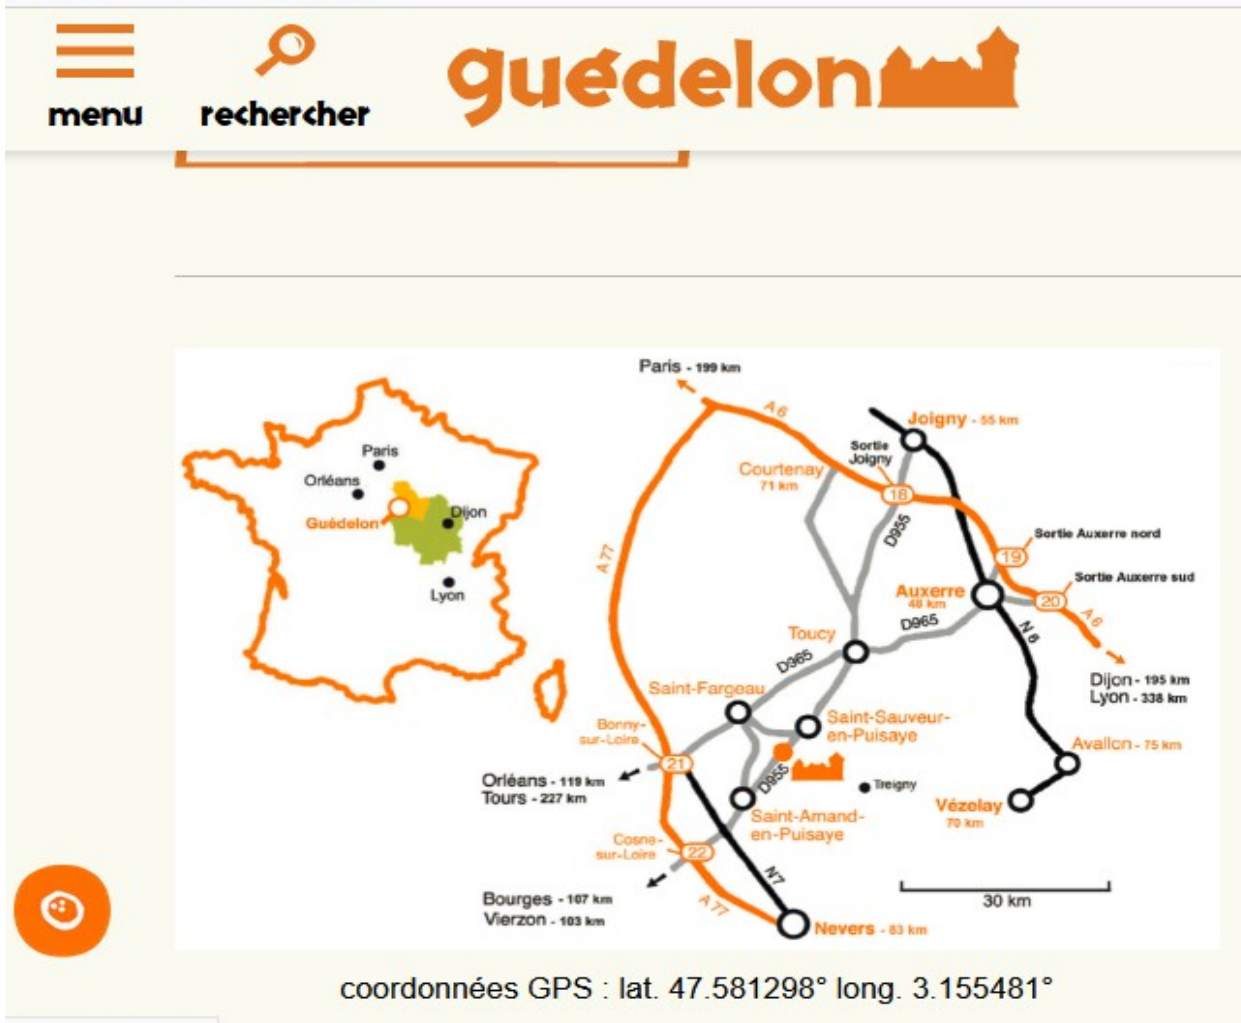 menu
rechercher
guédelon
Paris - 199 km
A6
Joigny - 55 km
Sortie
Joigny
Courtenay
71 km
18
D955
A77
Sortie Auxerre nord
19
Sortie Auxerre sud
20
A6
Auxerre
48 km
D965
N6
Toucy
D965
Dijon - 195 km
Lyon - 338 km
Saint-Fargeau
Saint-Sauveur-
en-Puisaye
Bonny-
sur-Loire
21
Avallon - 75 km
Orléans - 119 km
Tours - 227 km
D955
Treigny
Vézelay
70 km
Saint-Amand-
en-Puisaye
Cosne-
sur-Loire
22
N7
Bourges - 107 km
Vierzon - 103 km
A77
Nevers - 83 km
30 km
Paris
Orléans
Guédelon
Dijon
Lyon
coordonnées GPS : lat. 47.581298° long. 3.155481°